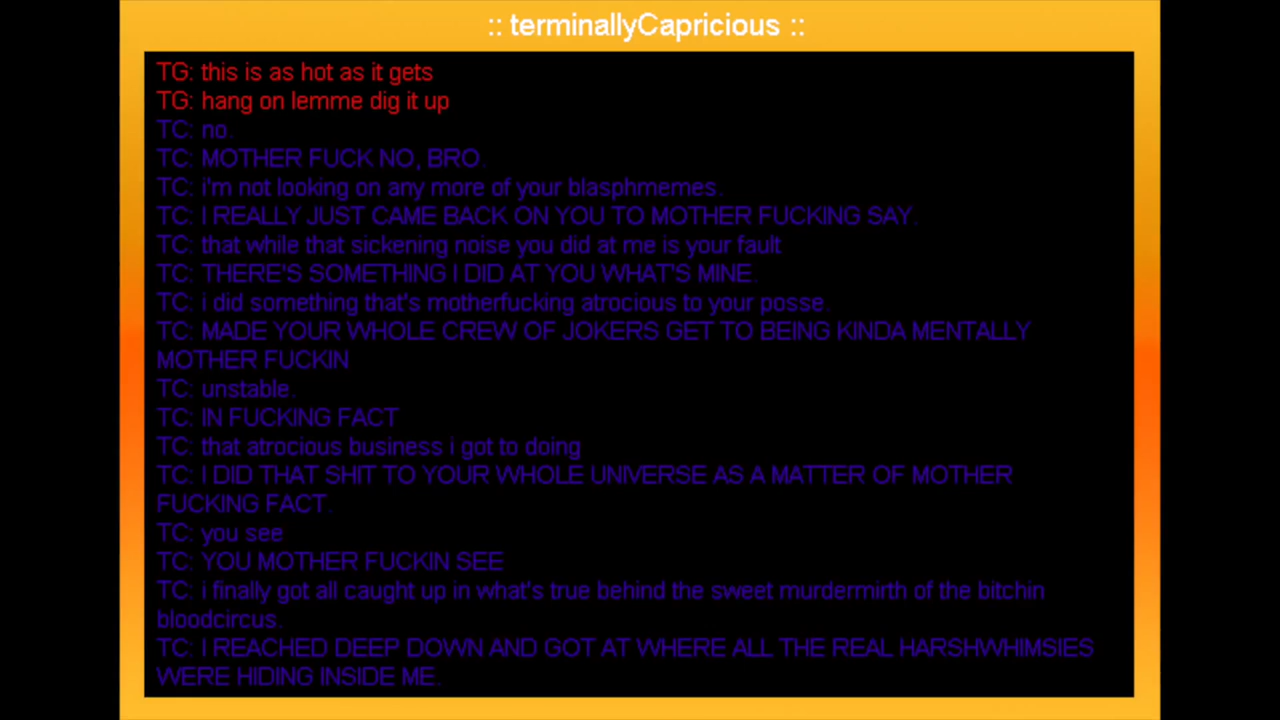 :: terminallyCapricious ::
TG: this is as hot as it gets
TG: hang on lemme dig it up
TC: no.
TC: MOTHER FUCK NO, BRO.
TC: i'm not looking on any more of your blasphmemes.
TC: I REALLY JUST CAME BACK ON YOU TO MOTHER FUCKING SAY.
TC: that while that sickening noise you did at me is your fault
TC: THERE'S SOMETHING I DID AT YOU WHAT'S MINE.
TC: i did something that's motherfucking atrocious to your posse.
TC: MADE YOUR WHOLE CREW OF JOKERS GET TO BEING KINDA MENTALLY
MOTHER FUCKIN
TC: unstable.
TC: IN FUCKING FACT
TC: that atrocious business i got to doing
TC: I DID THAT SHIT TO YOUR WHOLE UNIVERSE AS A MATTER OF MOTHER
FUCKING FACT.
TC: you see
TC: YOU MOTHER FUCKIN SEE
TC: i finally got all caught up in what's true behind the sweet murdermirth of the bitchin
bloodcircus.
TC: I REACHED DEEP DOWN AND GOT AT WHERE ALL THE REAL HARSHWHIMSIES
WERE HIDING INSIDE ME.